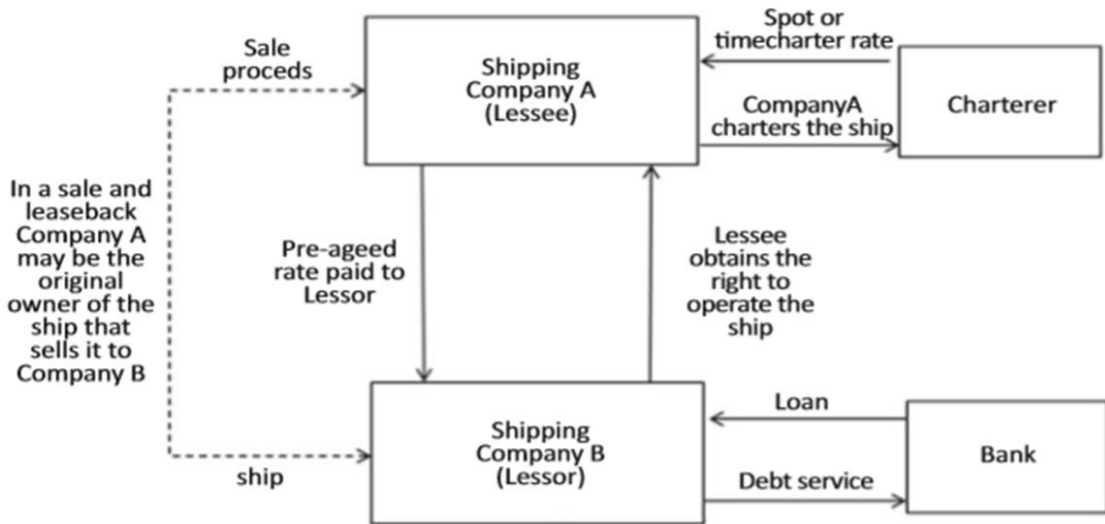 Sale
proceds
Shipping
Company A
(Lessee)
Spot or
timecharter rate
CompanyA
charters the ship
Charterer
In a sale and
leaseback
Company A
may be the
original
owner of the
ship that
sells it to
Company B
Pre-ageed
rate paid to
Lessor
Lessee
obtains the
right to
operate the
ship
ship
Shipping
Company B
(Lessor)
Loan
Debt service
Bank